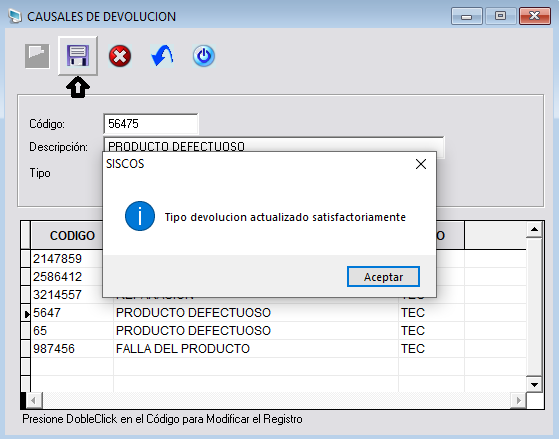 CAUSALES DE DEVOLUCION
Código:
56475
Descripción:
PRODUCTO DEFECTUOSO
Tipo
SISCOS
Tipo devolucion actualizado satisfactoriamente
Aceptar
CODIGO
O
2147859
2586412
3214557 REPARACION TEC
5647 PRODUCTO DEFECTUOSO TEC
65 PRODUCTO DEFECTUOSO TEC
987456 FALLA DEL PRODUCTO TEC
Presione DobleClick en el Código para Modificar el Registro